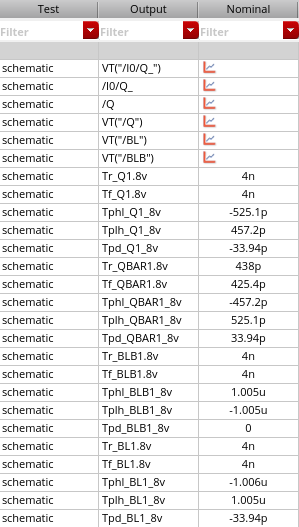 Test Output Nominal
Filter Filter Filter
schematic VT("/I0/Q_")
schematic /I0/Q_
schematic /Q
schematic VT("/Q")
schematic VT("/BL")
schematic VT("/BLB")
schematic Tr_Q1.8v 4n
schematic Tf_Q1.8v 4n
schematic Tphl_Q1_8v -525.1p
schematic Tplh_Q1_8v 457.2p
schematic Tpd_Q1_8v -33.94p
schematic Tr_QBAR1.8v 438p
schematic Tf_QBAR1.8v 425.4p
schematic Tphl_QBAR1_8v -457.2p
schematic Tplh_QBAR1_8v 525.1p
schematic Tpd_QBAR1_8v 33.94p
schematic Tr_BLB1.8v 4n
schematic Tf_BLB1.8v 4n
schematic Tphl_BLB1_8v 1.005u
schematic Tplh_BLB1_8v -1.005u
schematic Tpd_BLB1_8v 0
schematic Tr_BL1.8v 4n
schematic Tf_BL1.8v 4n
schematic Tphl_BL1_8v -1.006u
schematic Tplh_BL1_8v 1.005u
schematic Tpd_BL1_8v -33.94p